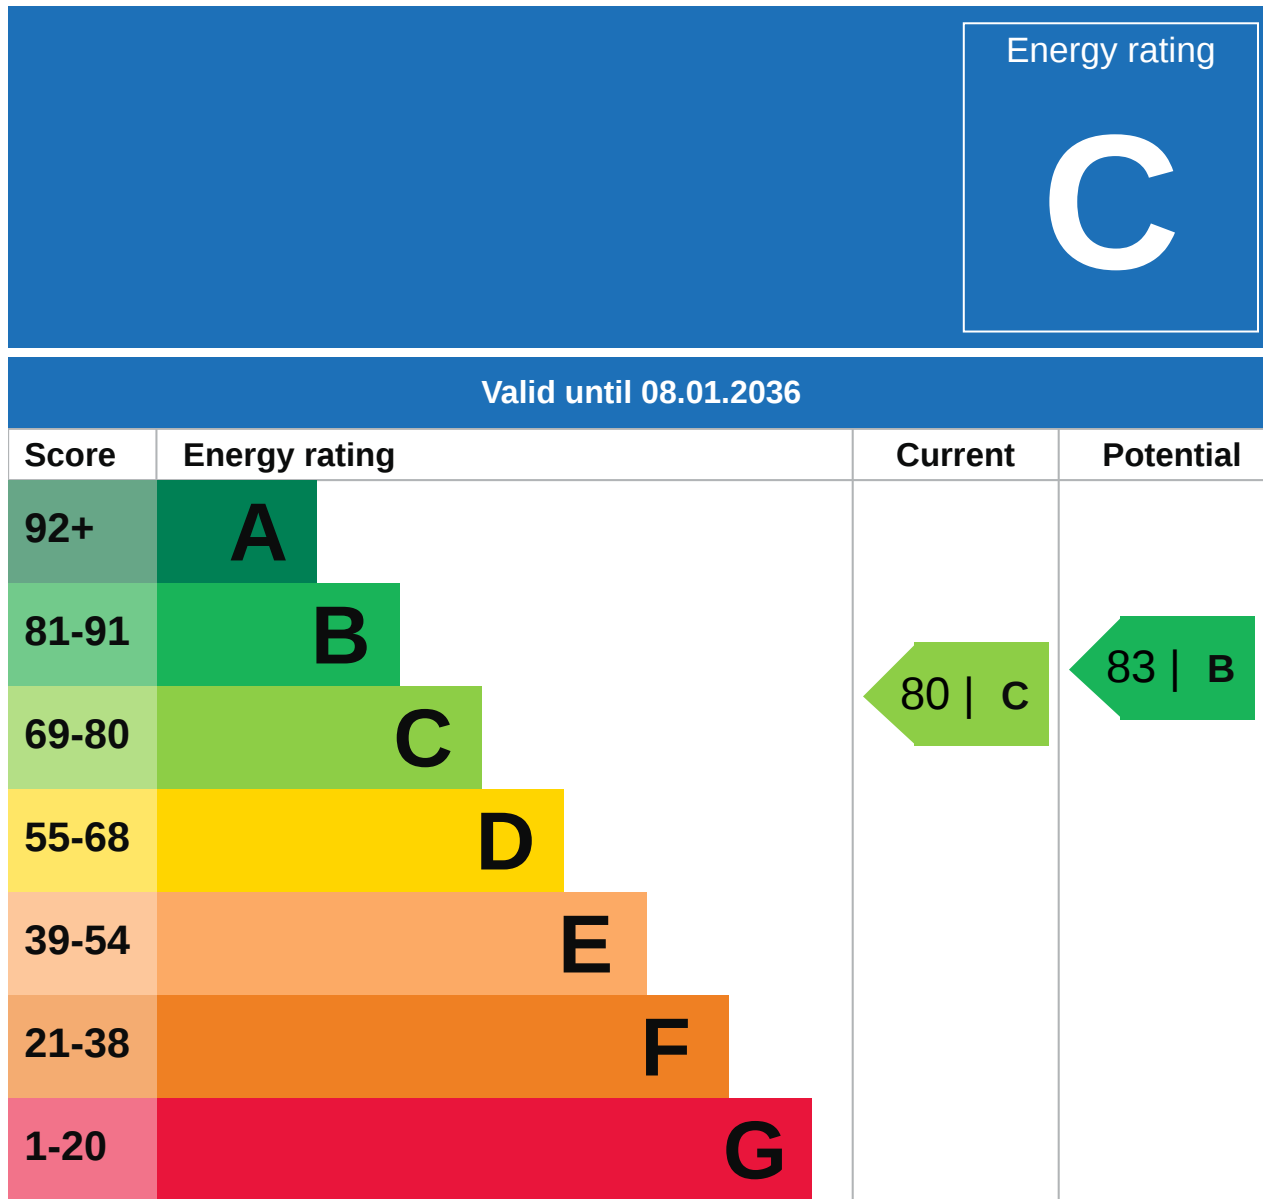 Energy rating
C
Valid until 08.01.2036
Score Energy rating Current Potential
92+ A
81-91 B
83 | B
80 | C
69-80 C
55-68 D
39-54 E
21-38 F
1-20 G